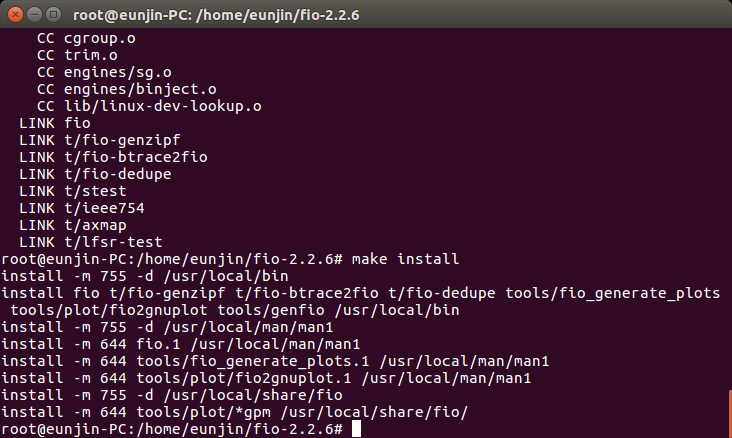 root@eunjin-PC: /home/eunjin/fio-2.2.6
CC cgroup.o
CC trim.o
CC engines/sg.o
CC engines/binject.o
CC lib/linux-dev-lookup.o
LINK fio
LINK t/fio-genzipf
LINK t/fio-btrace2fio
LINK t/fio-dedupe
LINK t/stest
LINK t/ieee754
LINK t/axmap
LINK t/lfsr-test
root@eunjin-PC:/home/eunjin/fio-2.2.6# make install
install -m 755 -d /usr/local/bin
install fio t/fio-genzipf t/fio-btrace2fio t/fio-dedupe tools/fio_generate_plots
tools/plot/fio2gnuplot tools/genfio /usr/local/bin
install -m 755 -d /usr/local/man/man1
install -m 644 fio.1 /usr/local/man/man1
install -m 644 tools/fio_generate_plots.1 /usr/local/man/man1
install -m 644 tools/plot/fio2gnuplot.1 /usr/local/man/man1
install -m 755 -d /usr/local/share/fio
install -m 644 tools/plot/*gpm /usr/local/share/fio/
root@eunjin-PC:/home/eunjin/fio-2.2.6#